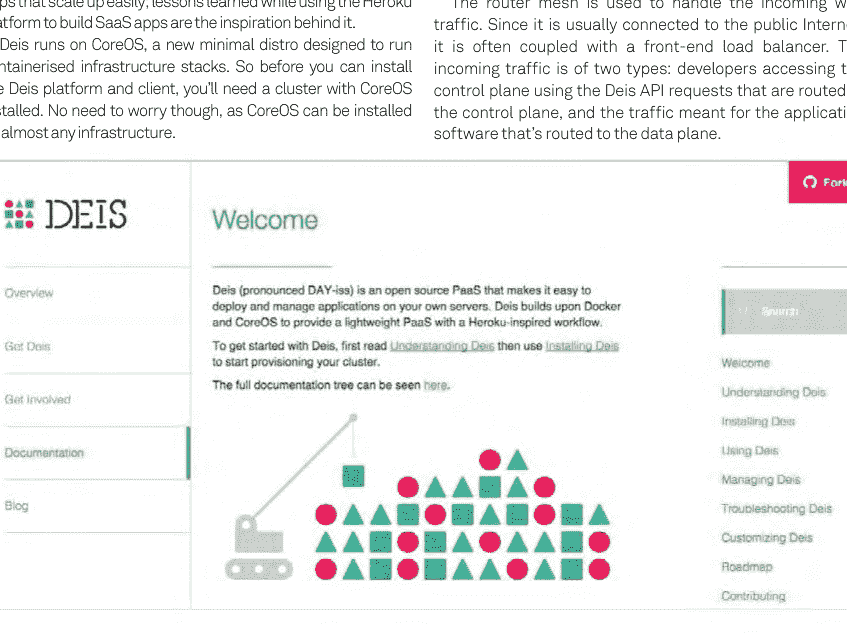 ps that scale up easily, lessons learned while using the Heroku
atform to build SaaS apps are the inspiration behind it.
Deis runs on CoreOS, a new minimal distro designed to run
ntainerised infrastructure stacks. So before you can install
e Deis platform and client, you'll need a cluster with CoreOS
stalled. No need to worry though, as CoreOS can be installed
almost any infrastructure.
The router mesh is used to handle the incoming w
traffic. Since it is usually connected to the public Intern
it is often coupled with a front-end load balancer. T
incoming traffic is of two types: developers accessing t
control plane using the Deis API requests that are routed
the control plane, and the traffic meant for the applicati
software that's routed to the data plane.
DEIS
Overview
Get Deis
Get Involved
Documentation
Blog
Welcome
Deis (pronounced DAY-iss) is an open source PaaS that makes it easy to
deploy and manage applications on your own servers. Deis builds upon Docker
and CoreOS to provide a lightweight PaaS with a Heroku-inspired workflow.
To get started with Deis, first read Understanding Deis then use Installing Deis
to start provisioning your cluster.
The full documentation tree can be seen here.
Fork
Search
Welcome
Understanding Deis
Installing Deis
Using Deis
Managing Deis
Troubleshooting Deis
Customizing Deis
Roadmap
Contributing